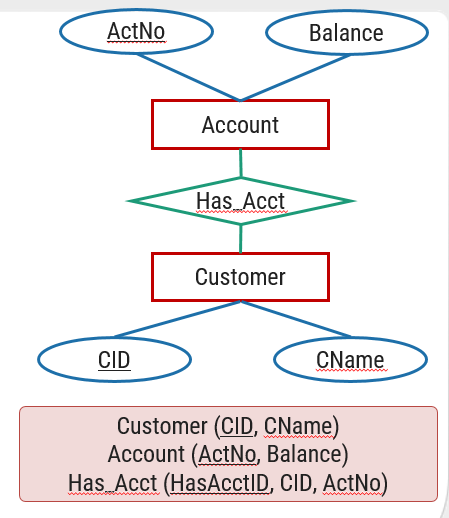 ActNo
Balance
Account
Has_Acct
Customer
CID
CName
Customer (CID, CName)
Account (ActNo, Balance)
Has_Acct (HasAcctID, CID, ActNo)